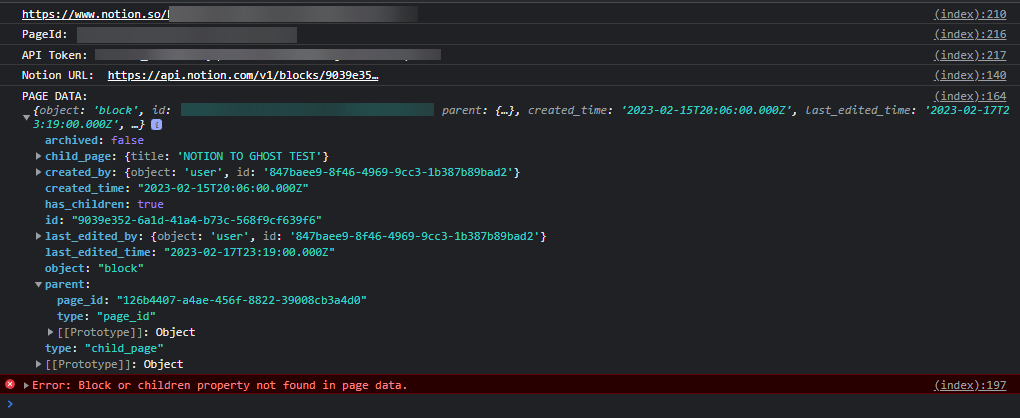 https://www.notion.so/ (index):210
PageId: (index):216
API Token: (index):217
Notion URL: https://api.notion.com/v1/blocks/9039e35… (index):140
PAGE DATA: (index):164
{object: 'block', id: parent: {…}, created_time: '2023-02-15T20:06:00.000Z', last_edited_time: '2023-02-17T2
3:19:00.000Z', …} i
archived: false
child_page: {title: 'NOTION TO GHOST TEST'}
created_by: {object: 'user', id: '847baee9-8f46-4969-9cc3-1b387b89bad2'}
created_time: "2023-02-15T20:06:00.000Z"
has_children: true
id: "9039e352-6a1d-41a4-b73c-568f9cf639f6"
last_edited_by: {object: 'user', id: '847baee9-8f46-4969-9cc3-1b387b89bad2'}
last_edited_time: "2023-02-17T23:19:00.000Z"
object: "block"
parent:
page_id: "126b4407-a4ae-456f-8822-39008cb3a4d0"
type: "page_id"
[[Prototype]]: Object
type: "child_page"
[[Prototype]]: Object
Error: Block or children property not found in page data. (index):197